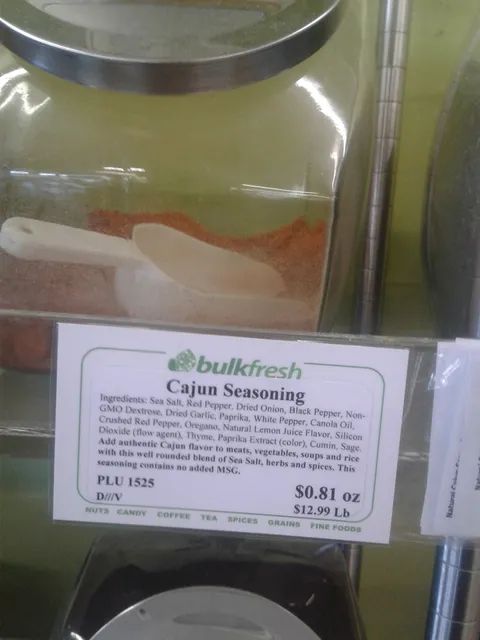 bulkfresh
Cajun Seasoning
Ingredients: Sea Salt, Red Pepper, Dried Onion, Black Pepper, Non-
GMO Dextrose, Dried Garlic, Paprika, White Pepper, Canola Oil,
Crushed Red Pepper, Oregano, Natural Lemon Juice Flavor, Silicon
Dioxide (flow agent), Thyme, Paprika Extract (color), Cumin, Sage.
Add authentic Cajun flavor to meats, vegetables, soups and rice
with this well rounded blend of Sea Salt, herbs and spices. This
seasoning contains no added MSG.
PLU 1525
$0.81 oz
D///V
$12.99 Lb
NUTS CANDY COFFEE TEA SPICES GRAINS FINE FOODS
Natural
Natural